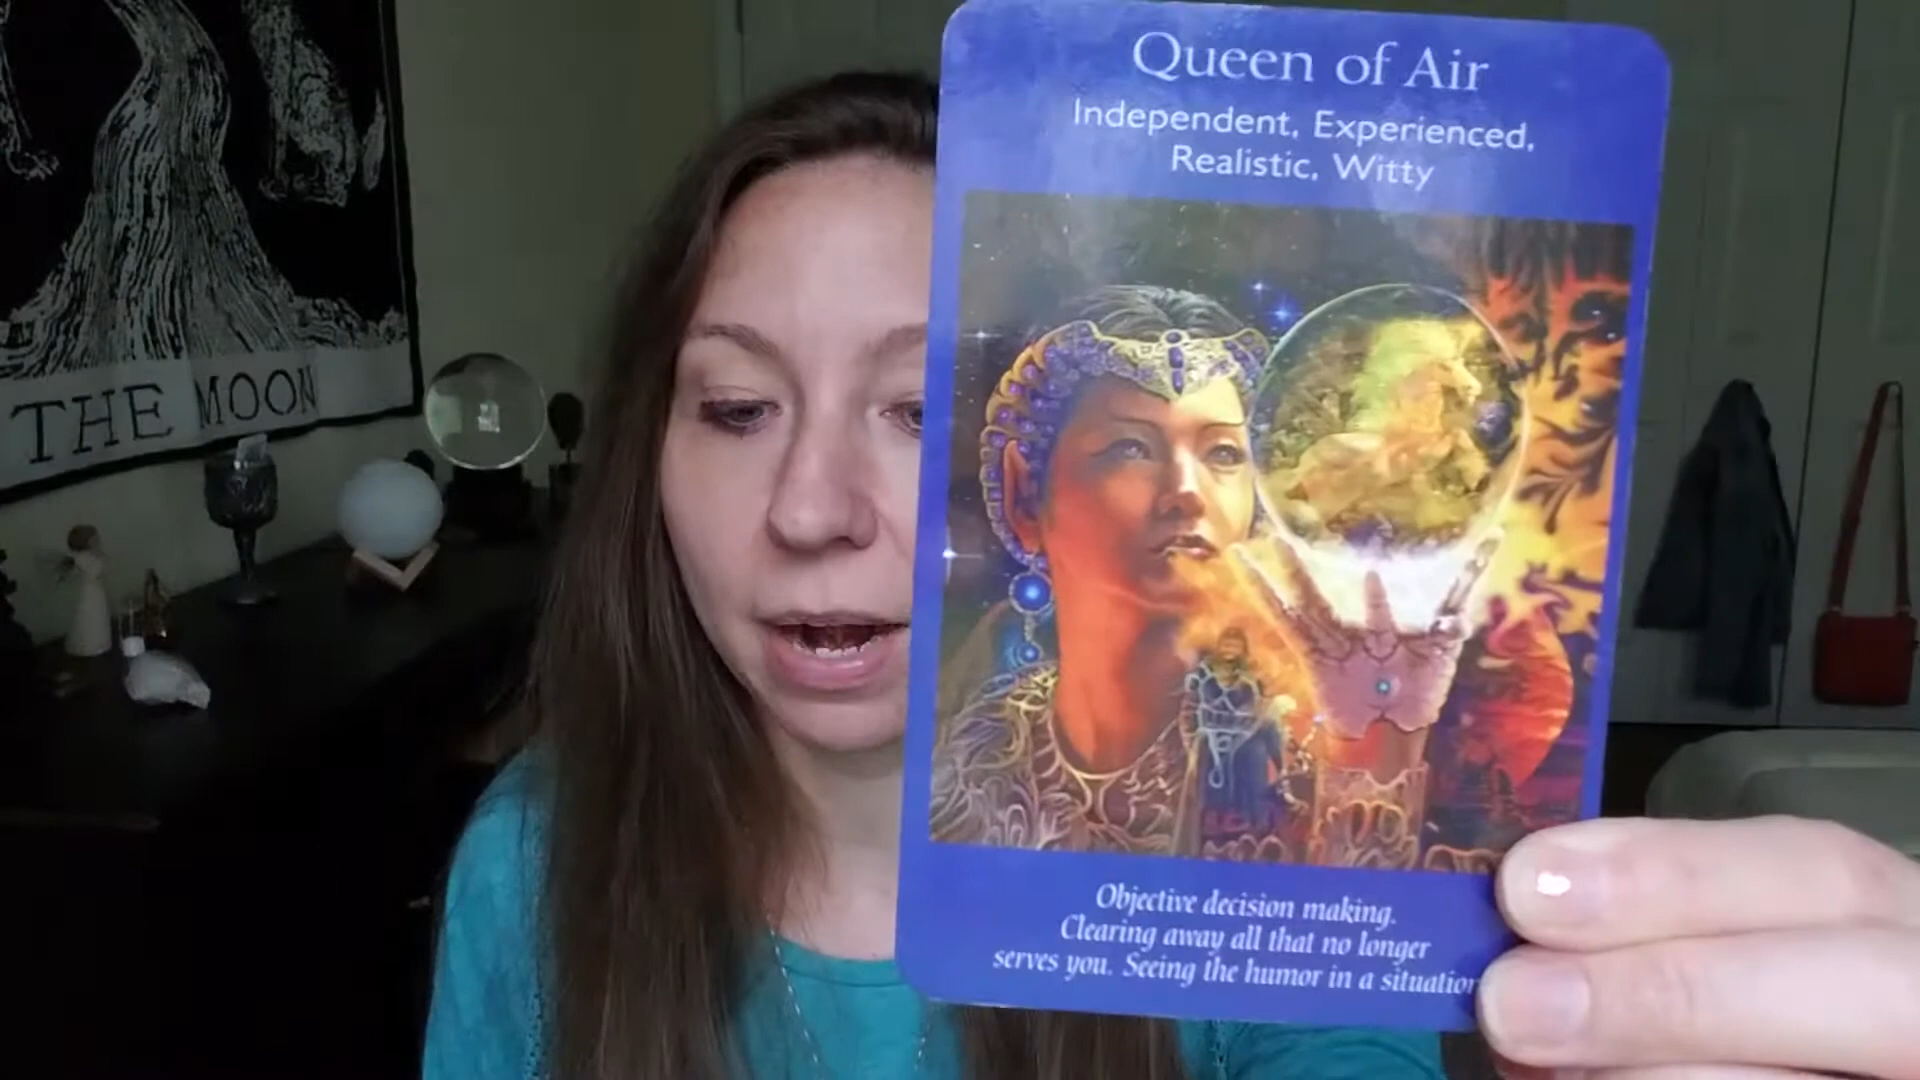 THE MOON
Queen of Air
Independent, Experienced,
Realistic, Witty
Objective decision making.
Clearing away all that no longer
serves you. Seeing the humor in a situation